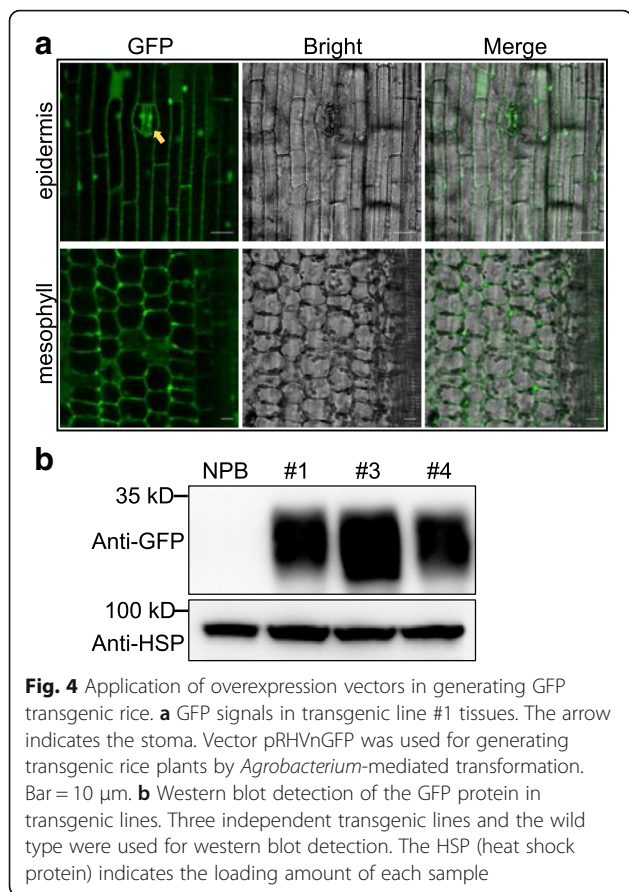 a
GFP Bright Merge
epidermis
mesophyll
b
NPB #1 #3 #4
35 kD
Anti-GFP
100 kD
Anti-HSP
Fig. 4 Application of overexpression vectors in generating GFP
transgenic rice. a GFP signals in transgenic line #1 tissues. The arrow
indicates the stoma. Vector pRHVnGFP was used for generating
transgenic rice plants by Agrobacterium-mediated transformation.
Bar = 10 μm. b Western blot detection of the GFP protein in
transgenic lines. Three independent transgenic lines and the wild
type were used for western blot detection. The HSP (heat shock
protein) indicates the loading amount of each sample